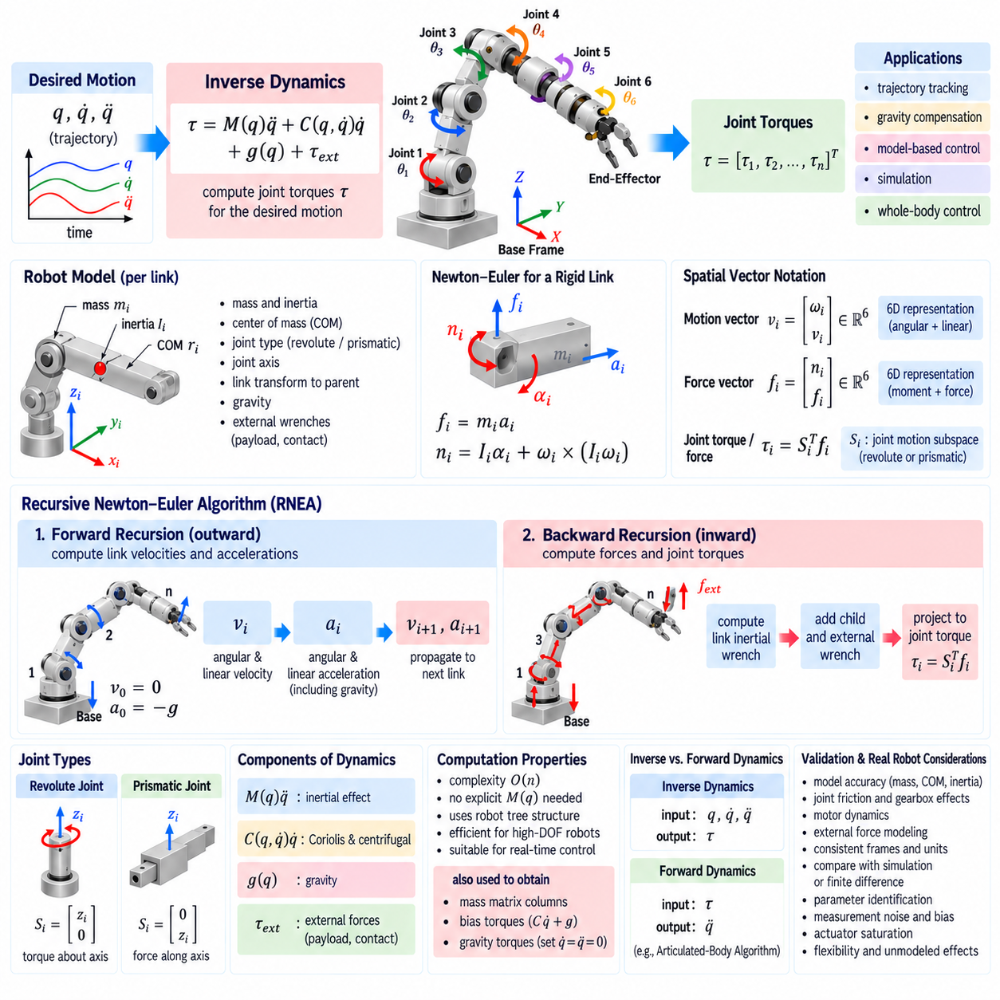 Desired Motion
q, q̇, q̈
(trajectory)
q
q̇
q̈
time
Inverse Dynamics
τ = M(q)q̈ + C(q, q̇)q̇
+ g(q) + τ_ext
compute joint torques τ
for the desired motion
Joint 1
θ₁
Joint 2
θ₂
Joint 3
θ₃
Joint 4
θ₄
Joint 5
θ₅
Joint 6
θ₆
End-Effector
Z
Y
X
Base Frame
Joint Torques
τ = [τ₁, τ₂, ..., τₙ]ᵀ
Applications
• trajectory tracking
• gravity compensation
• model-based control
• simulation
• whole-body control
Robot Model (per link)
mass mᵢ
inertia Iᵢ
COM rᵢ
zᵢ
yᵢ
xᵢ
• mass and inertia
• center of mass (COM)
• joint type (revolute / prismatic)
• joint axis
• link transform to parent
• gravity
• external wrenches
(payload, contact)
Newton–Euler for a Rigid Link
fᵢ
nᵢ
mᵢ
aᵢ
αᵢ
fᵢ = mᵢaᵢ
nᵢ = Iᵢαᵢ + ωᵢ × (Iᵢωᵢ)
Spatial Vector Notation
Motion vector vᵢ = [ωᵢ vᵢ] ∈ ℝ⁶
6D representation
(angular + linear)
Force vector fᵢ = [nᵢ fᵢ] ∈ ℝ⁶
6D representation
(moment + force)
Joint torque /
force
τᵢ = Sᵢᵀfᵢ
Sᵢ : joint motion subspace
(revolute or prismatic)
Recursive Newton–Euler Algorithm (RNEA)
1. Forward Recursion (outward)
compute link velocities and accelerations
n
2
1
Base
v₀ = 0
a₀ = −g
vᵢ
angular &
linear velocity
aᵢ
angular &
linear acceleration
(including gravity)
vᵢ₊₁, aᵢ₊₁
propagate to
next link
2. Backward Recursion (inward)
compute forces and joint torques
n
f_ext
3
1
Base
compute
link inertial
wrench
add child
and external
wrench
project to
joint torque
τᵢ = Sᵢᵀfᵢ
Joint Types
Revolute Joint
zᵢ
Sᵢ = [zᵢ 0]
torque about axis
Prismatic Joint
zᵢ
Sᵢ = [0 zᵢ]
force along axis
Components of Dynamics
M(q)q̈ : inertial effect
C(q, q̇)q̇ : Coriolis & centrifugal
g(q) : gravity
τ_ext : external forces
(payload, contact)
Computation Properties
• complexity O(n)
• no explicit M(q) needed
• uses robot tree structure
• efficient for high-DOF robots
• suitable for real-time control
also used to obtain
• mass matrix columns
• bias torques (Cq̇ + g)
• gravity torques (set q̇=q̈=0)
Inverse vs. Forward Dynamics
Inverse Dynamics
input: q, q̇, q̈
output: τ
Forward Dynamics
input: τ
output: q̈
(e.g., Articulated-Body Algorithm)
Validation & Real Robot Considerations
• model accuracy (mass, COM, inertia)
• joint friction and gearbox effects
• motor dynamics
• external force modeling
• consistent frames and units
• compare with simulation
or finite difference
• parameter identification
• measurement noise and bias
• actuator saturation
• flexibility and unmodeled effects